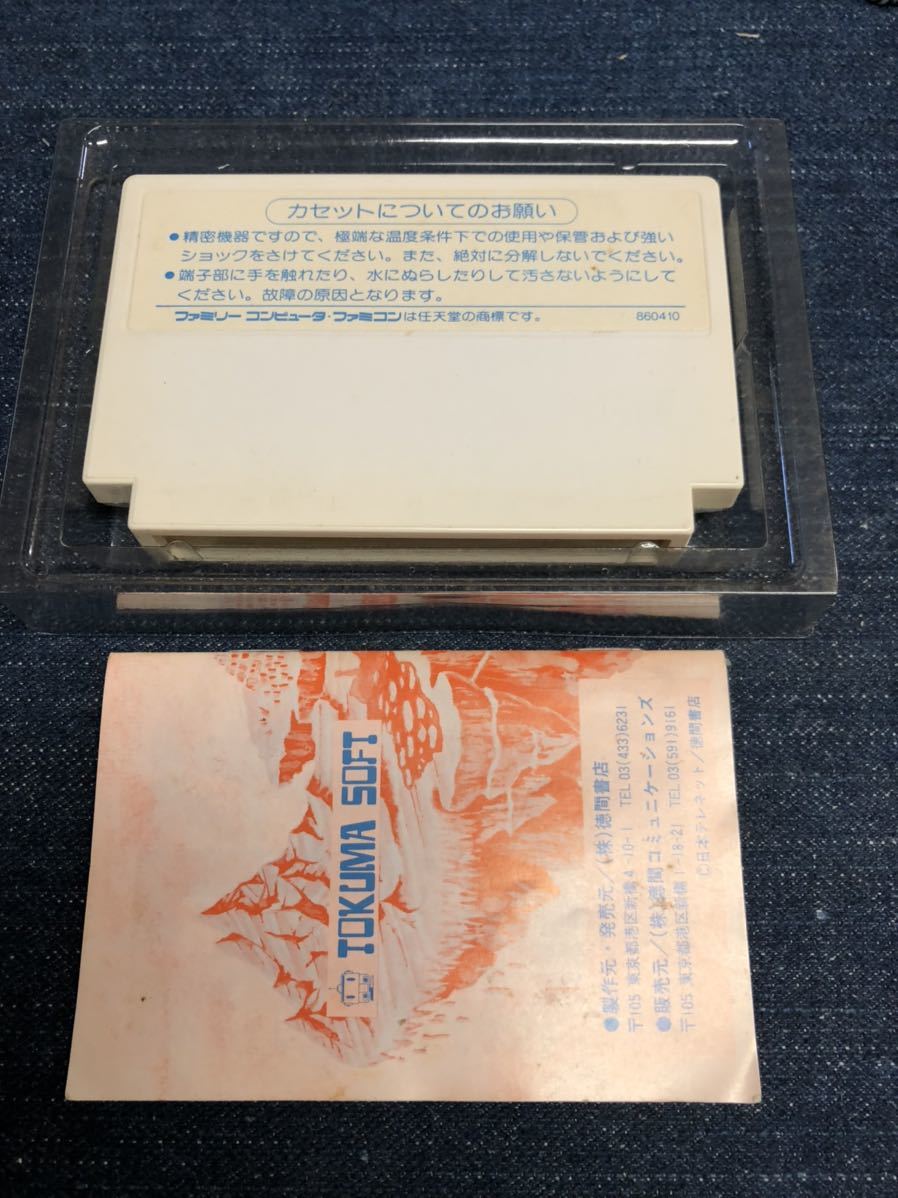 カセットについてのお願い
●精密機器ですので、極端な温度条件下での使用や保管および強い
ショックをさけてください。また、絶対に分解しないでください。
●端子部に手を触れたり、水にぬらしたりして汚さないようにして
ください。故障の原因となります。
ファミリー コンピュータ・ファミコンは任天堂の商標です。 860410
TOKUMA SOFT
●製作元・発売元/(株)徳間書店
〒105 東京都港区新橋4-10-1 TEL 03(433)6231
●販売元/(株)徳間コミュニケーションズ
〒105 東京都港区新橋1-18-21 TEL 03(591)9161
©日本テレネット/徳間書店